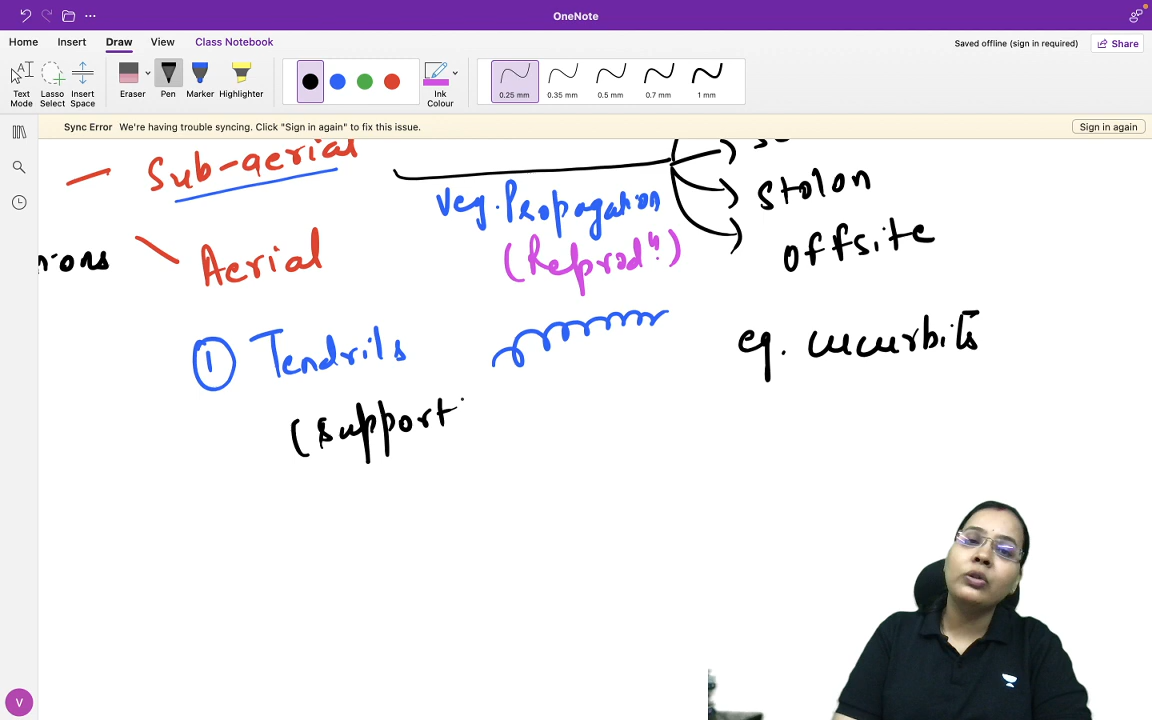 OneNote
Home Insert Draw View Class Notebook
Saved offline (sign in required) Share
Text Mode Lasso Select Insert Space Eraser Pen Marker Highlighter Ink Colour 0.25 mm 0.35 mm 0.5 mm 0.7 mm 1 mm
Sync Error We're having trouble syncing. Click "Sign in again" to fix this issue. Sign in again
Sub-aerial
Veg. Propagation
(Reprodⁿ)
stolon
offsite
Aerial
① Tendrils
eg. cucurbits
(support
V